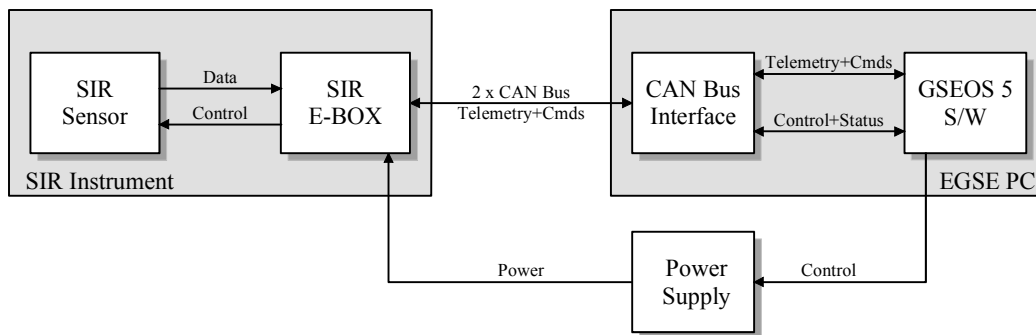 SIR
Sensor
Data
Control
SIR
E-BOX
SIR Instrument
2 x CAN Bus
Telemetry+Cmds
CAN Bus
Interface
Telemetry+Cmds
Control+Status
GSEOS 5
S/W
EGSE PC
Power
Power
Supply
Control